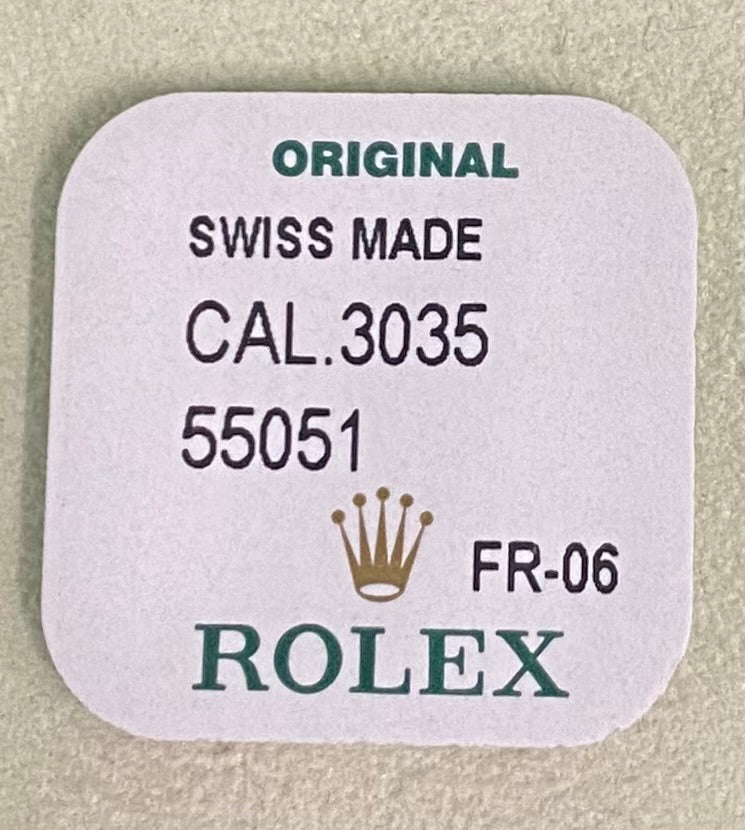 ORIGINAL
SWISS MADE
CAL.3035
55051
FR-06
ROLEX